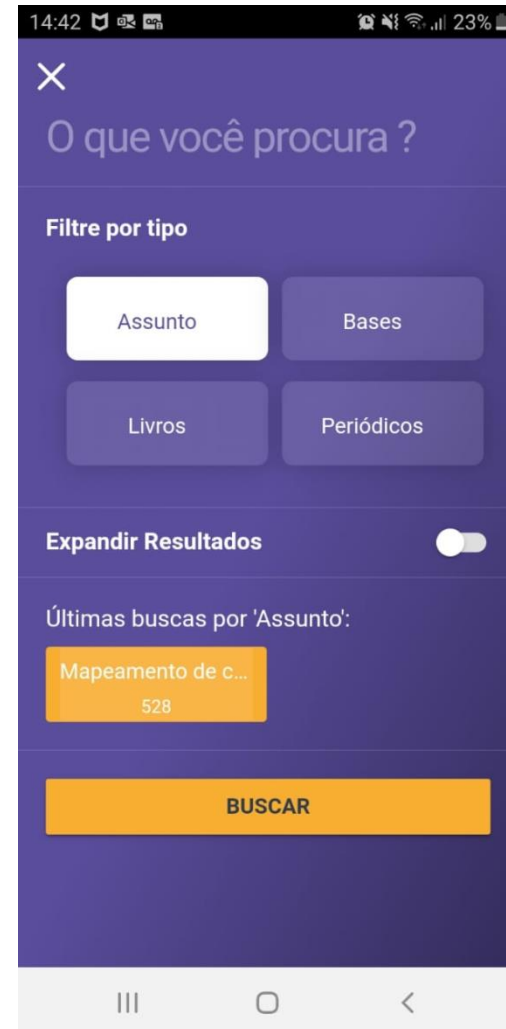 14:42 23%
O que você procura ?
Filtre por tipo
Assunto Bases
Livros Periódicos
Expandir Resultados
Últimas buscas por 'Assunto':
Mapeamento de c...
528
BUSCAR